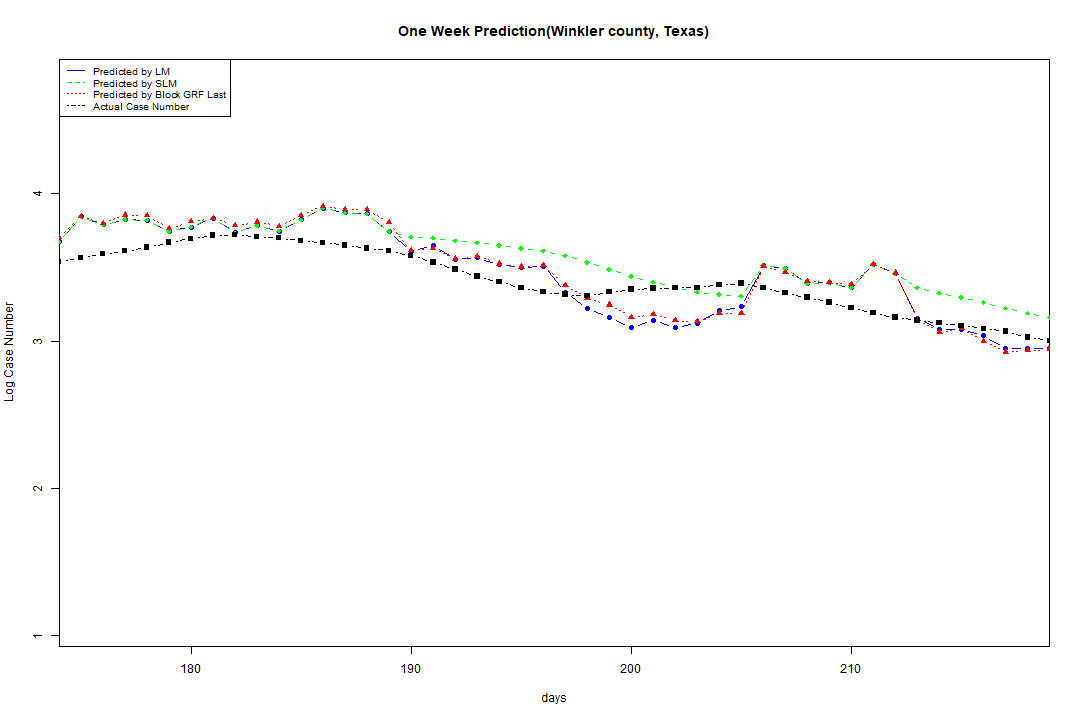 One Week Prediction(Winkler county, Texas)
Predicted by LM
Predicted by SLM
Predicted by Block GRF Last
Actual Case Number
Log Case Number
4
3
2
1
180 190 200 210
days